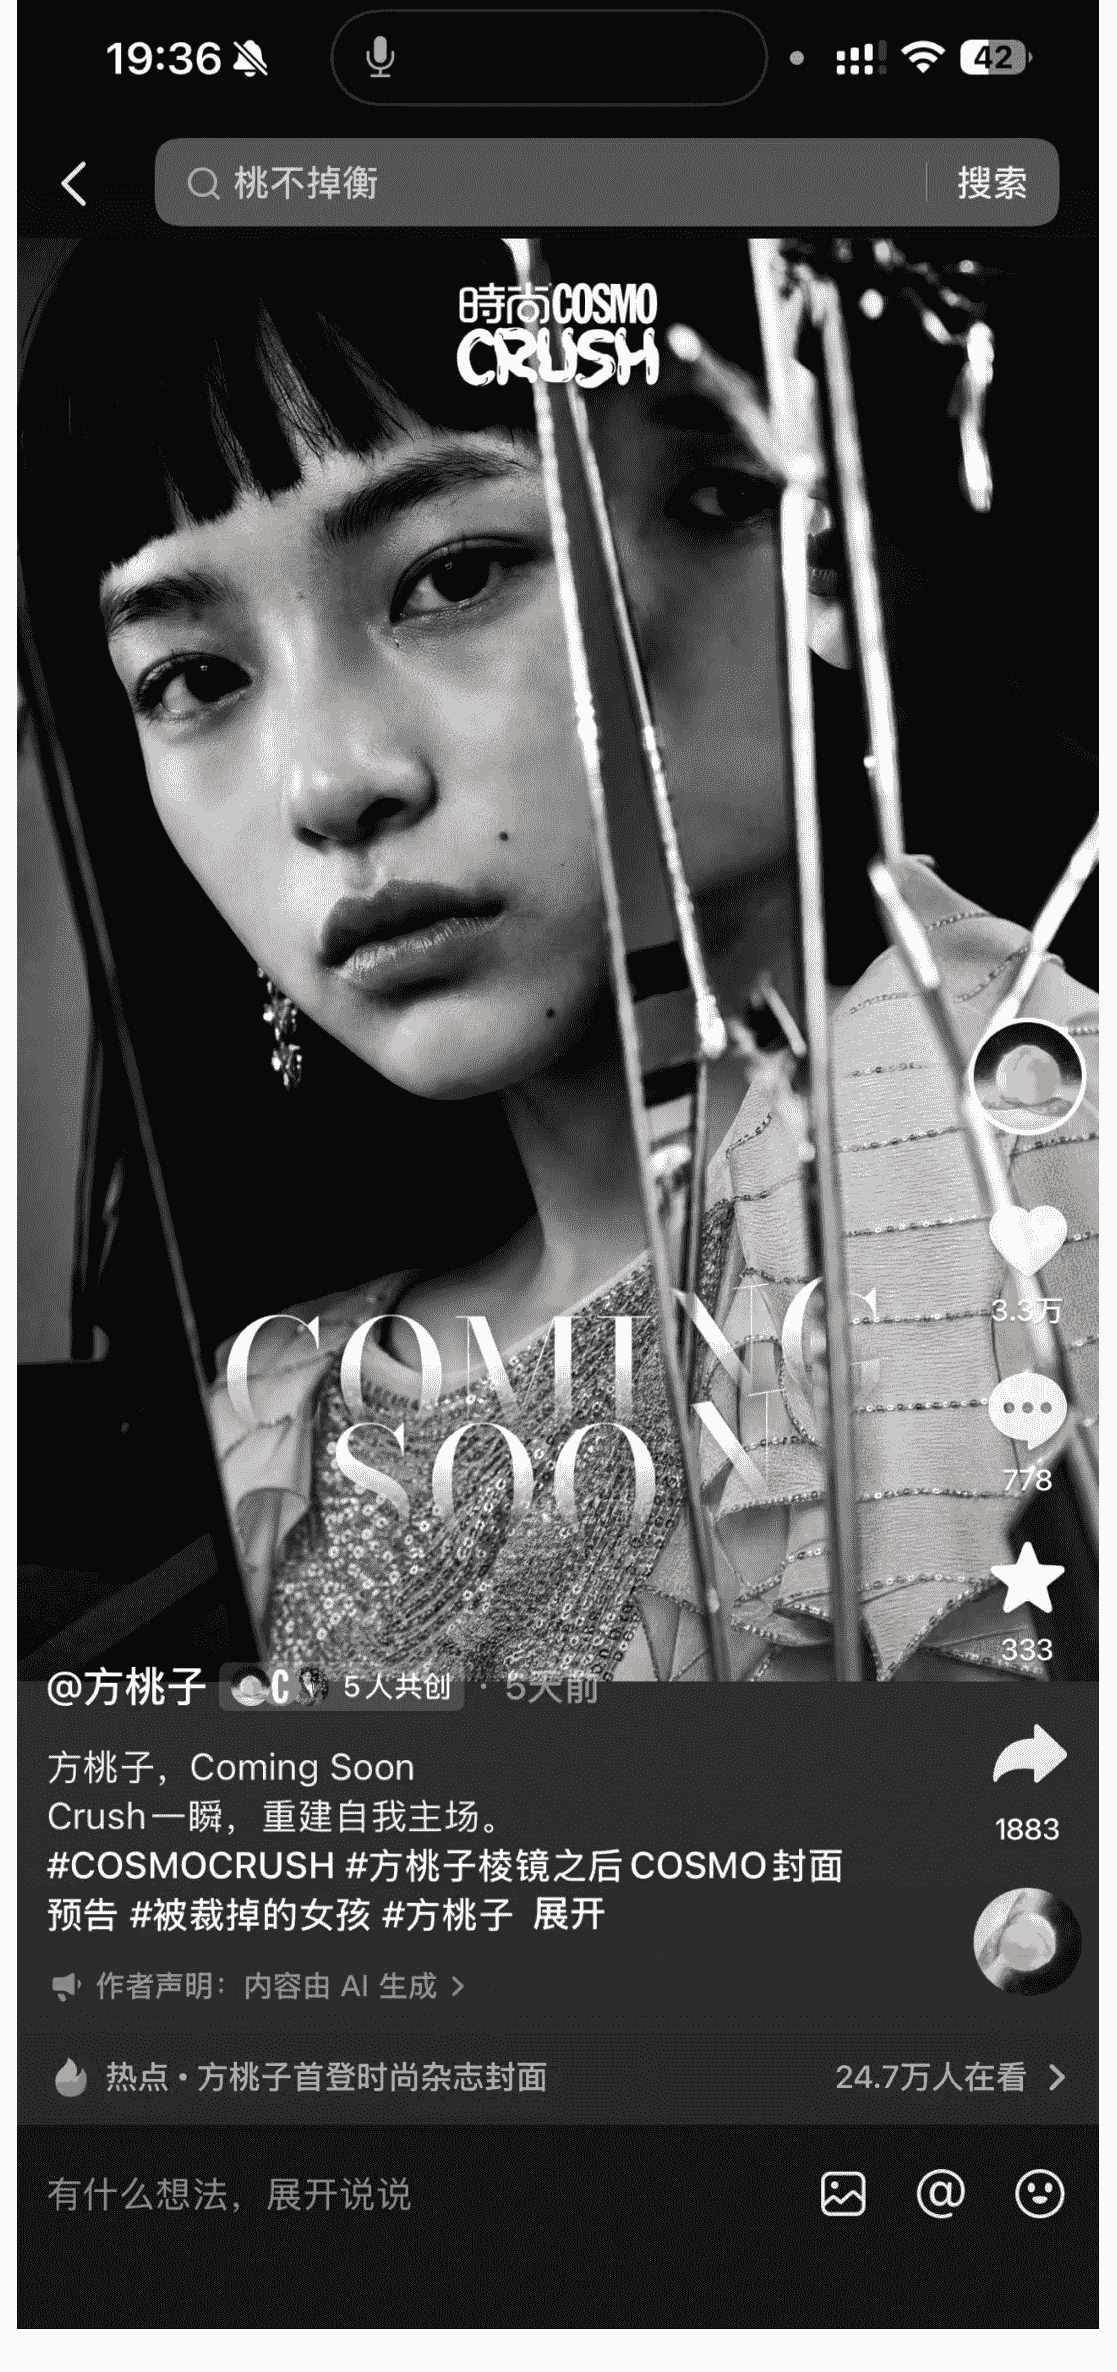 19:36
42
桃不掉衡
搜索
時尚COSMO
CRUSH
COMING
SOON
3.3万
778
333
1883
@方桃子
5人共创 · 5天前
方桃子，Coming Soon
Crush一瞬，重建自我主场。
#COSMOCRUSH #方桃子棱镜之后COSMO封面
预告 #被裁掉的女孩 #方桃子 展开
作者声明：内容由 AI 生成
热点 • 方桃子首登时尚杂志封面
24.7万人在看
有什么想法，展开说说